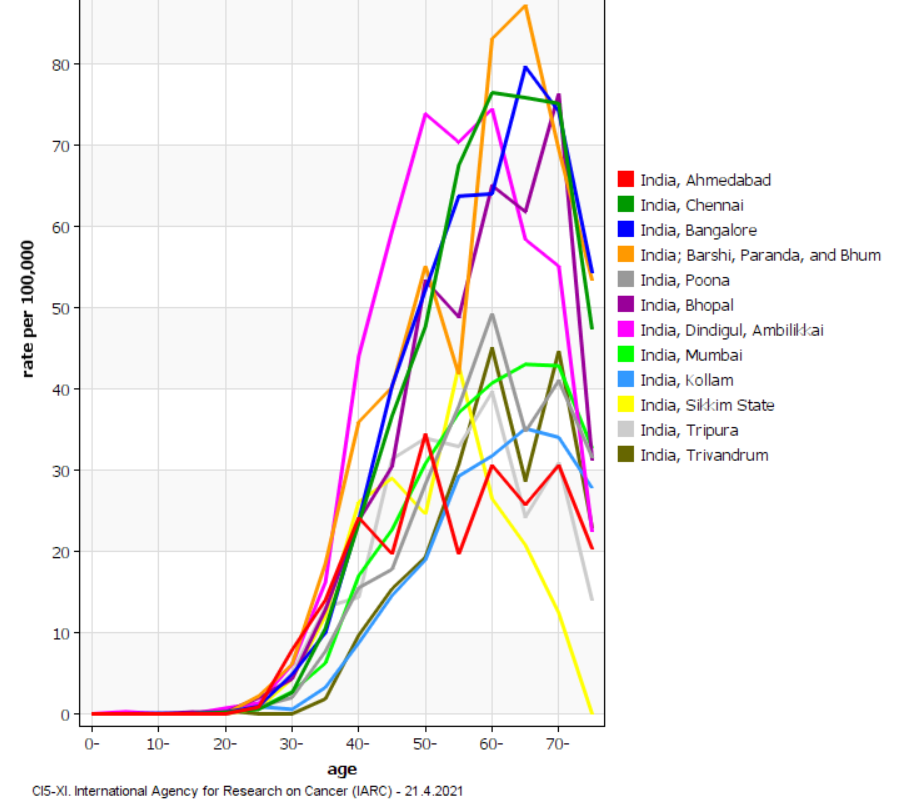 80
70
60
50
40
30
20
10
0
rate per 100,000
0-
10-
20-
30-
40-
50-
60-
70-
age
India, Ahmedabad
India, Chennai
India, Bangalore
India; Barshi, Paranda, and Bhum
India, Poona
India, Bhopal
India, Dindigul, Ambilikkai
India, Mumbai
India, Kollam
India, Sikkim State
India, Tripura
India, Trivandrum
CI5-XI. International Agency for Research on Cancer (IARC) - 21.4.2021